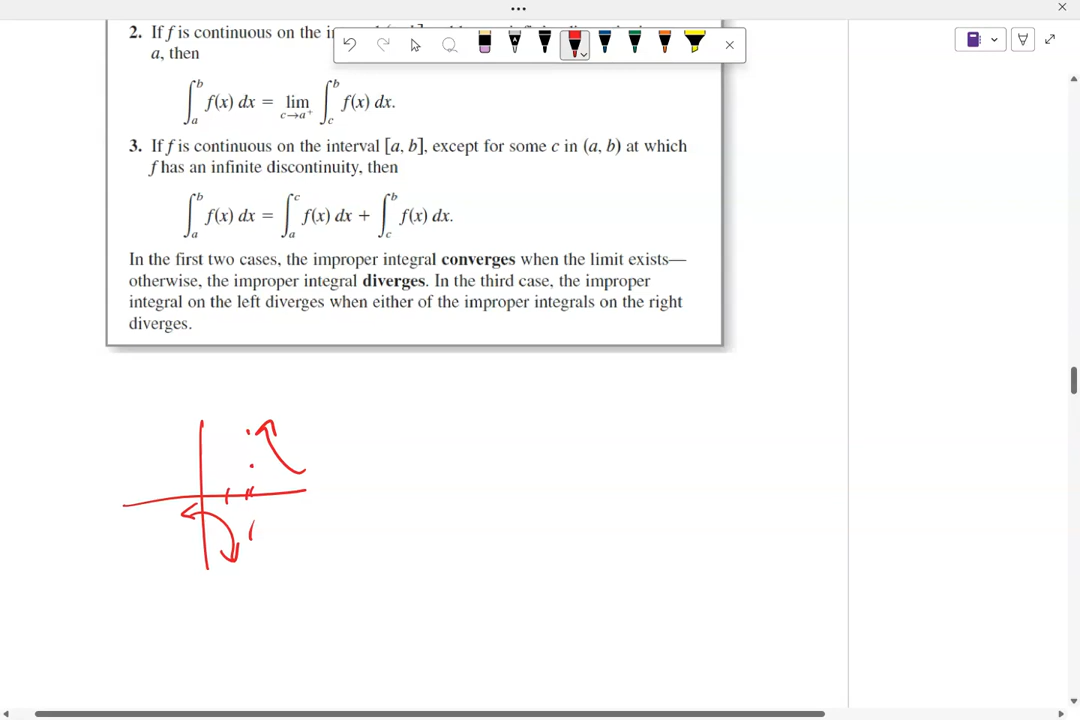 2. If f is continuous on the i
a, then
∫_a^b f(x) dx = lim_{c→a⁺} ∫_c^b f(x) dx.
3. If f is continuous on the interval [a, b], except for some c in (a, b) at which
f has an infinite discontinuity, then
∫_a^b f(x) dx = ∫_a^c f(x) dx + ∫_c^b f(x) dx.
In the first two cases, the improper integral converges when the limit exists—
otherwise, the improper integral diverges. In the third case, the improper
integral on the left diverges when either of the improper integrals on the right
diverges.